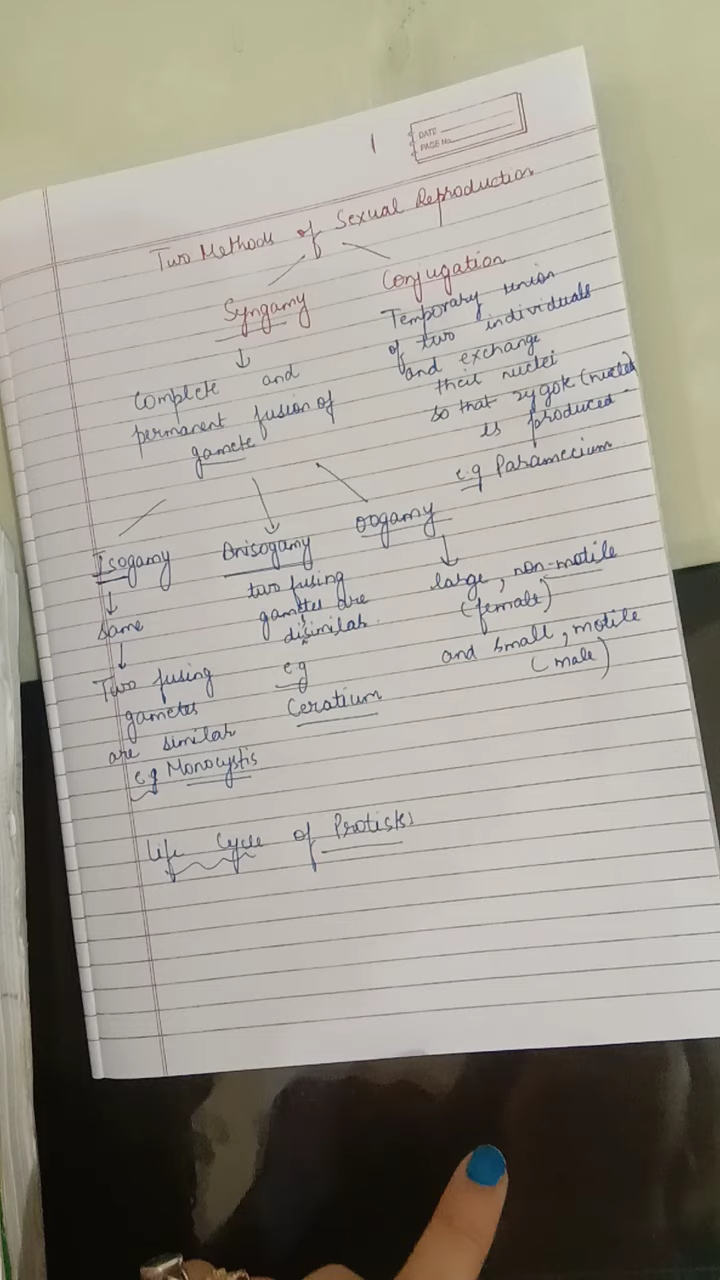 1
DATE
PAGE No.
Two Methods of Sexual Reproduction
Syngamy
Complete and
permanent fusion of
gamete
Conjugation
Temporary union
of two individuals
and exchange
their nuclei
so that zygote (nuclei)
is produced
e.g Paramecium
Isogamy
Same
Two fusing
gametes
are similar
e.g Monocystis
Anisogamy
two fusing
gametes are
disimilar.
eg
Ceratium
oogamy
large, non-motile
(female)
and small, motile
(male)
Life Cycle of Protists: